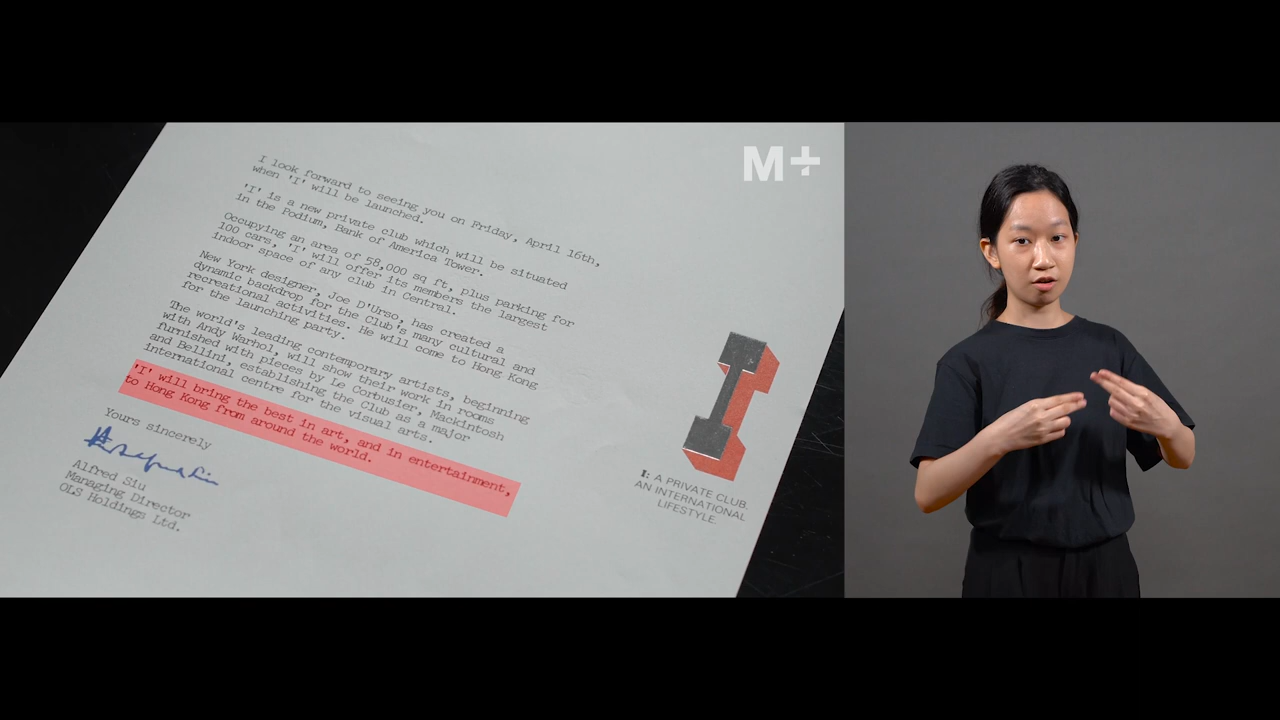 M+
I look forward to seeing you on Friday, April 16th,
when 'I' will be launched.
'I' is a new private club which will be situated
in the Podium, Bank of America Tower.
Occupying an area of 58,000 sq ft, plus parking for
100 cars, 'I' will offer its members the largest
indoor space of any club in Central.
New York designer, Joe D'Urso, has created a
dynamic backdrop for the Club's many cultural and
recreational activities. He will come to Hong Kong
for the launching party.
The world's leading contemporary artists, beginning
with Andy Warhol, will show their work in rooms
furnished with pieces by Le Corbusier, Mackintosh
and Bellini, establishing the Club as a major
international centre for the visual arts.
'I' will bring the best in art, and in entertainment,
to Hong Kong from around the world.
Yours sincerely
Alfred Siu
Managing Director
OLS Holdings Ltd.
I
I: A PRIVATE CLUB.
AN INTERNATIONAL
LIFESTYLE.